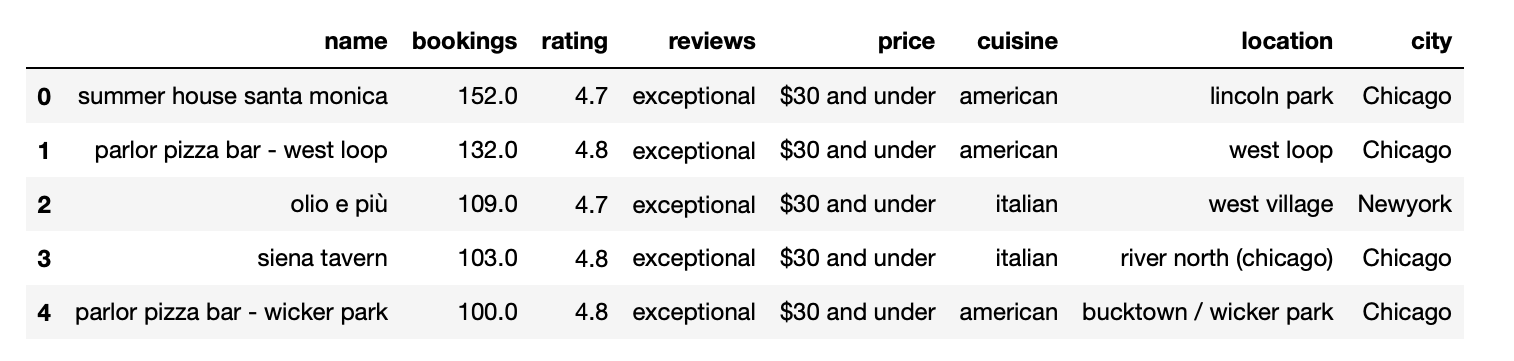 name bookings rating reviews price cuisine location city
0 summer house santa monica 152.0 4.7 exceptional $30 and under american lincoln park Chicago
1 parlor pizza bar - west loop 132.0 4.8 exceptional $30 and under american west loop Chicago
2 olio e più 109.0 4.7 exceptional $30 and under italian west village Newyork
3 siena tavern 103.0 4.8 exceptional $30 and under italian river north (chicago) Chicago
4 parlor pizza bar - wicker park 100.0 4.8 exceptional $30 and under american bucktown / wicker park Chicago